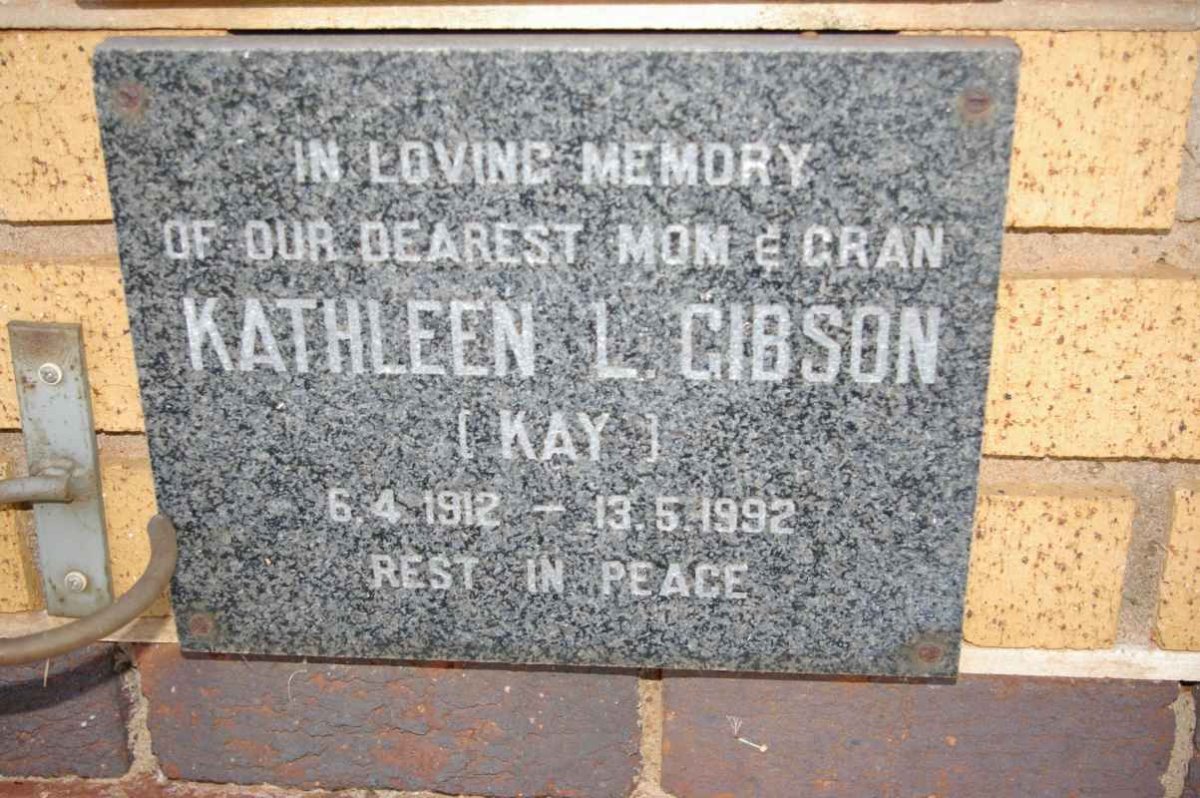 IN LOVING MEMORY
OF OUR DEAREST MOM & GRAN
KATHLEEN L. GIBSON
[ KAY ]
6.4.1912 – 13.5.1992
REST IN PEACE